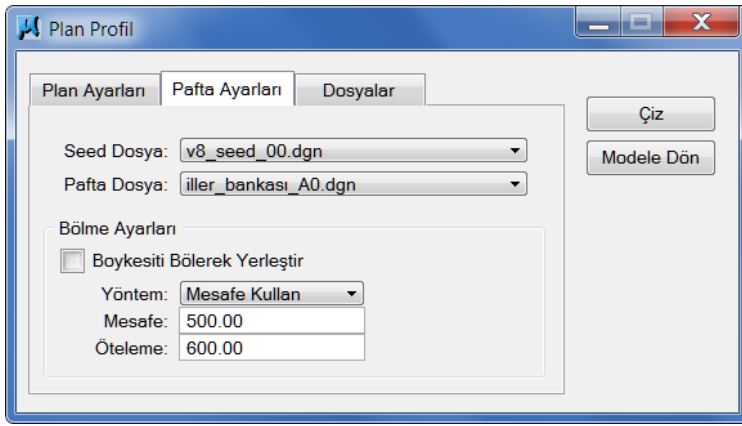 Plan Profil
Plan Ayarları Pafta Ayarları Dosyalar
Çiz
Seed Dosya: v8_seed_00.dgn
Modele Dön
Pafta Dosya: iller_bankası_A0.dgn
Bölme Ayarları
Boykesiti Bölerek Yerleştir
Yöntem: Mesafe Kullan
Mesafe: 500.00
Öteleme: 600.00